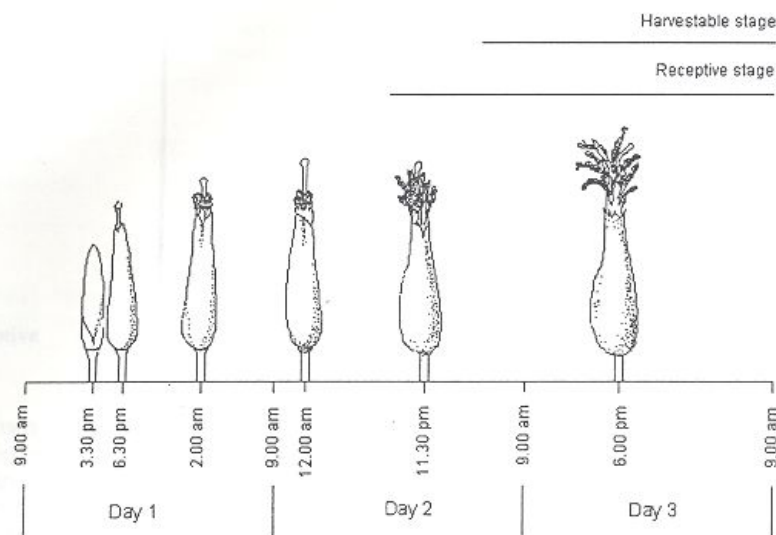 Harvestable stage
Receptive stage
9.00 am
3.30 pm
6.30 pm
2.00 am
9.00 am
12.00 am
11.30 pm
9.00 am
6.00 pm
9.00 am
Day 1
Day 2
Day 3